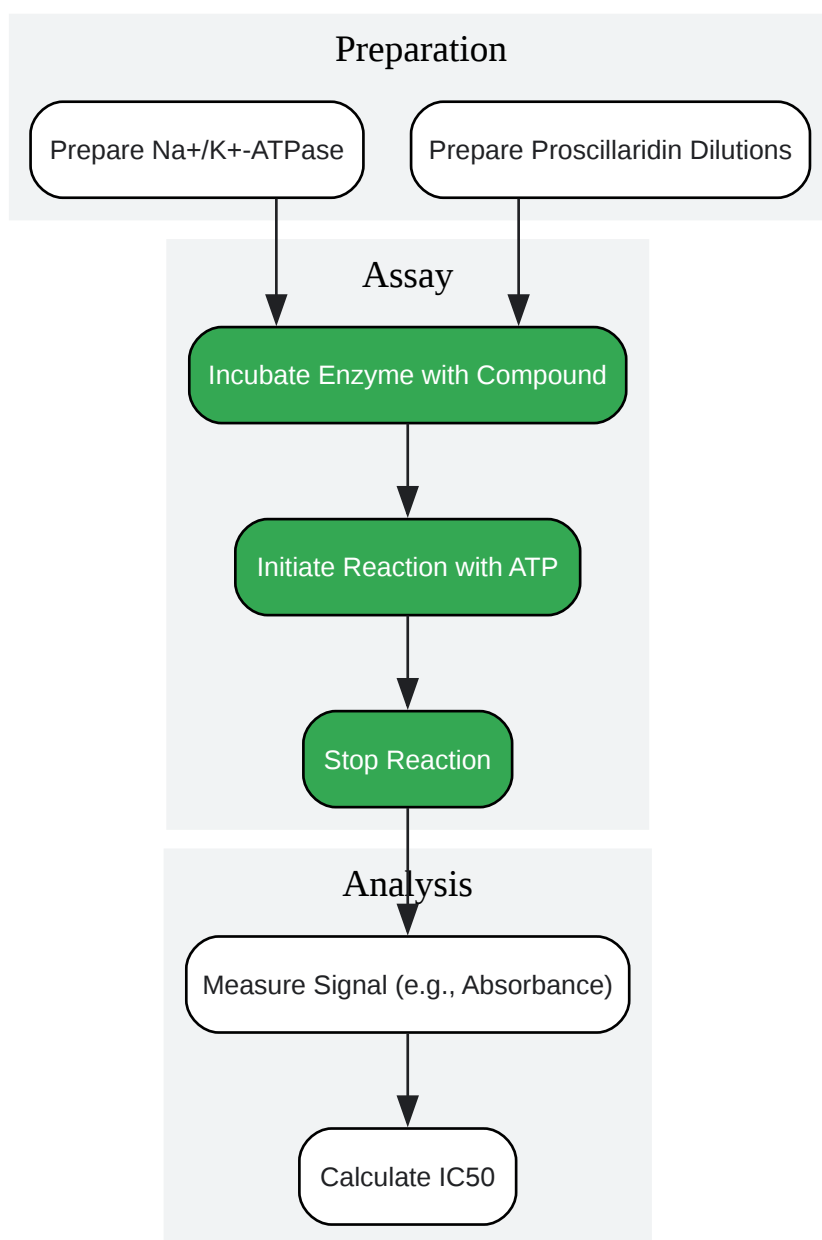 Preparation
Prepare Na+/K+-ATPase
Prepare Proscillaridin Dilutions
Assay
Incubate Enzyme with Compound
Initiate Reaction with ATP
Stop Reaction
Analysis
Measure Signal (e.g., Absorbance)
Calculate IC50